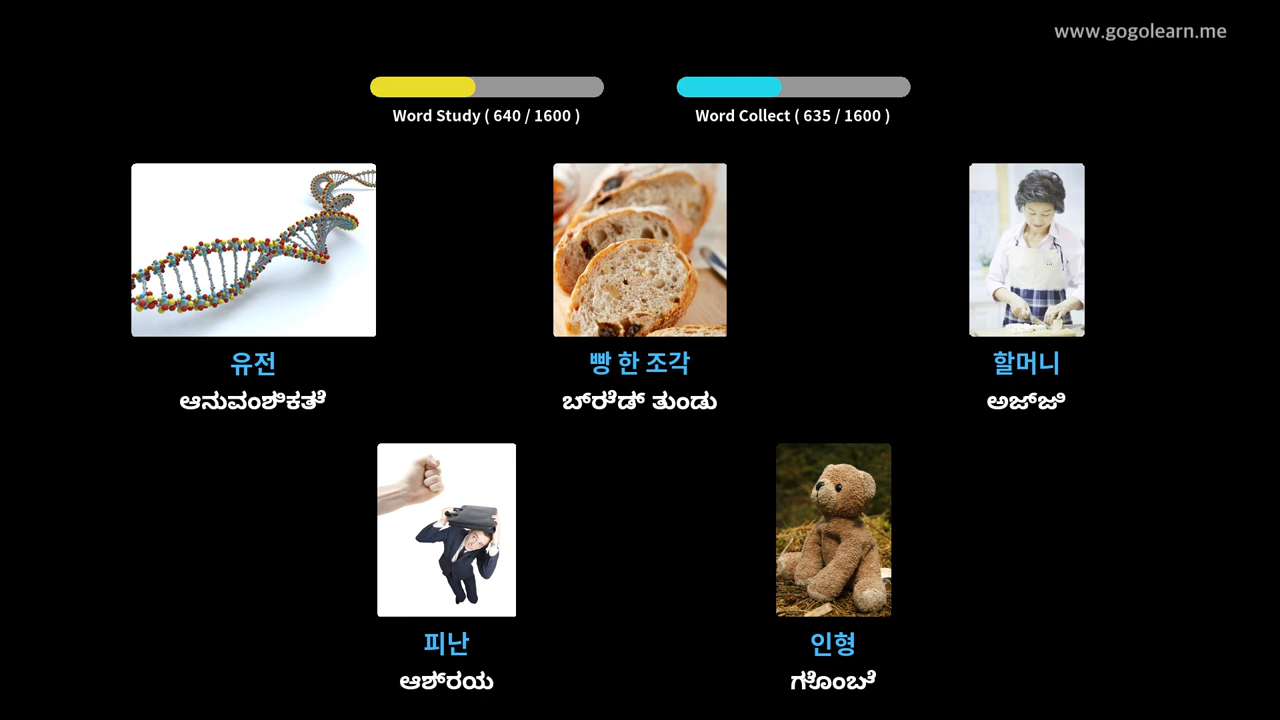 www.gogolearn.me
Word Study ( 640 / 1600 )
Word Collect ( 635 / 1600 )
유전
ಆನುವಂಶಿಕತೆ
빵 한 조각
ಬ್ರೆಡ್ ತುಂಡು
할머니
ಅಜ್ಜಿ
피난
ಆಶ್ರಯ
인형
ಗೊಂಬೆ